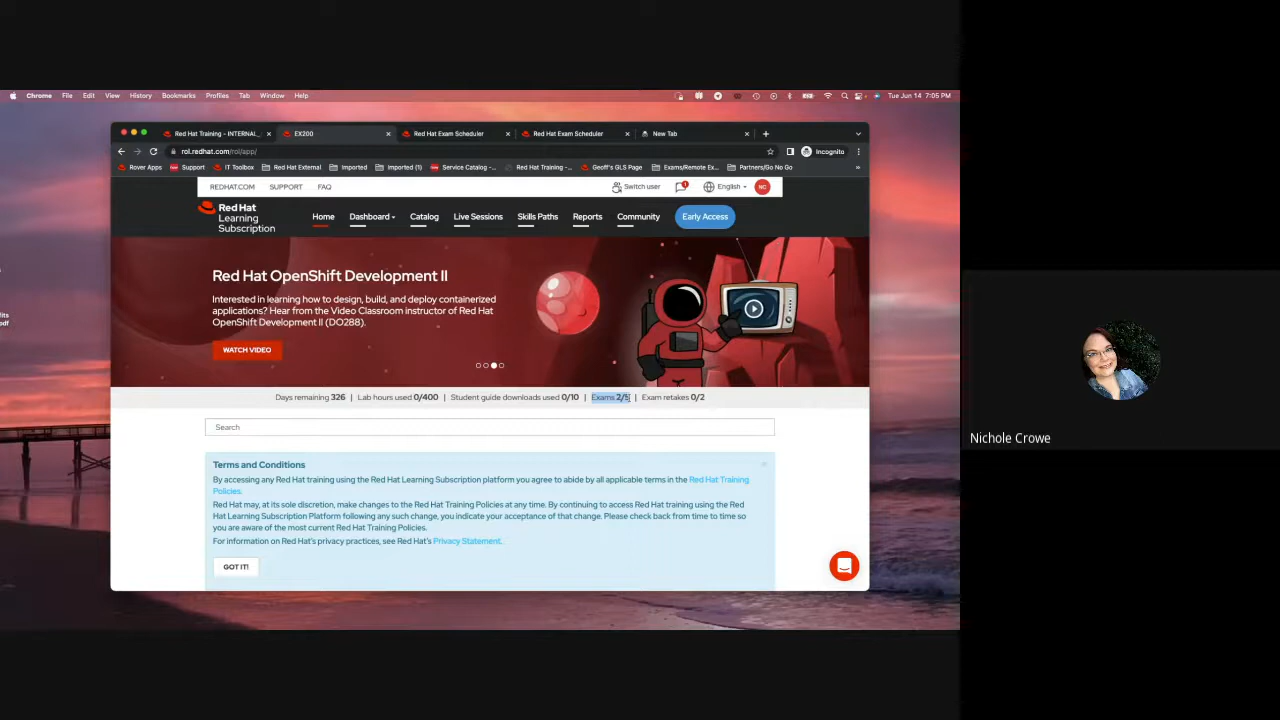 Chrome File Edit View History Bookmarks Profiles Tab Window Help
Tue Jun 14 7:05 PM
Red Hat Training - INTERNAL_
EX200
Red Hat Exam Scheduler
Red Hat Exam Scheduler
New Tab
rol.redhat.com/rol/app/
Incognito
Rover Apps
Support
IT Toolbox
Red Hat External
Imported
Imported (1)
Service Catalog -...
Red Hat Training -...
Geoff's GLS Page
Exams/Remote Ex...
Partners/Go No Go
»
REDHAT.COM SUPPORT FAQ
Switch user
1
English
NC
Red Hat
Learning
Subscription
Home Dashboard Catalog Live Sessions Skills Paths Reports Community Early Access
Red Hat OpenShift Development II
Interested in learning how to design, build, and deploy containerized
applications? Hear from the Video Classroom instructor of Red Hat
OpenShift Development II (DO288).
WATCH VIDEO
Days remaining 326 | Lab hours used 0/400 | Student guide downloads used 0/10 | Exams 2/5 | Exam retakes 0/2
Search
Terms and Conditions
By accessing any Red Hat training using the Red Hat Learning Subscription platform you agree to abide by all applicable terms in the Red Hat Training
Policies.
Red Hat may, at its sole discretion, make changes to the Red Hat Training Policies at any time. By continuing to access Red Hat training using the Red
Hat Learning Subscription Platform following any such change, you indicate your acceptance of that change. Please check back from time to time so
you are aware of the most current Red Hat Training Policies.
For information on Red Hat's privacy practices, see Red Hat's Privacy Statement.
GOT IT!
Nichole Crowe